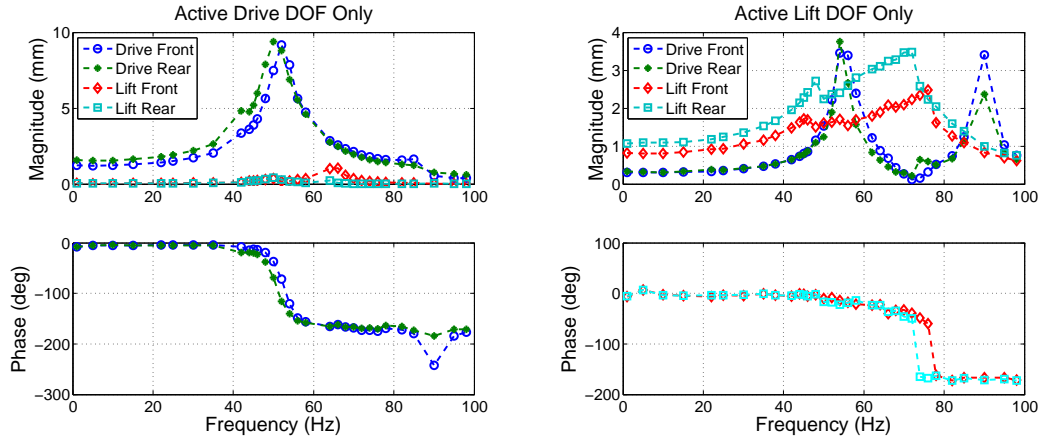 Active Drive DOF Only
Magnitude (mm)
10
5
0
Drive Front
Drive Rear
Lift Front
Lift Rear
0 20 40 60 80 100
Phase (deg)
0
−100
−200
−300
0 20 40 60 80 100
Frequency (Hz)
Active Lift DOF Only
Magnitude (mm)
4
3
2
1
0
Drive Front
Drive Rear
Lift Front
Lift Rear
0 20 40 60 80 100
Phase (deg)
100
0
−100
−200
0 20 40 60 80 100
Frequency (Hz)